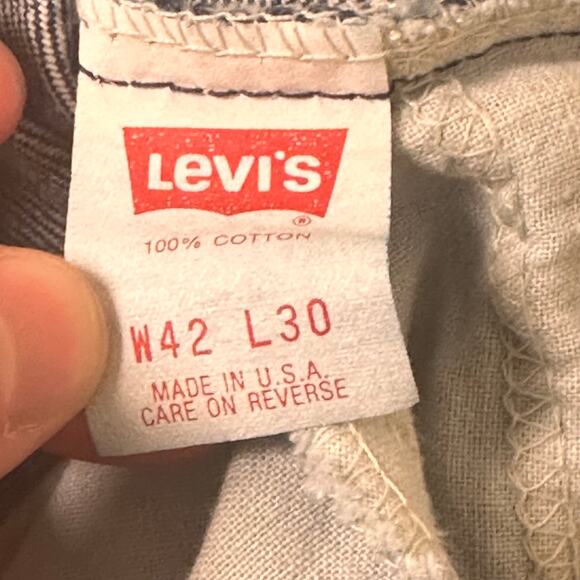 Levi's
®
100% COTTON
W42 L30
MADE IN U.S.A.
CARE ON REVERSE